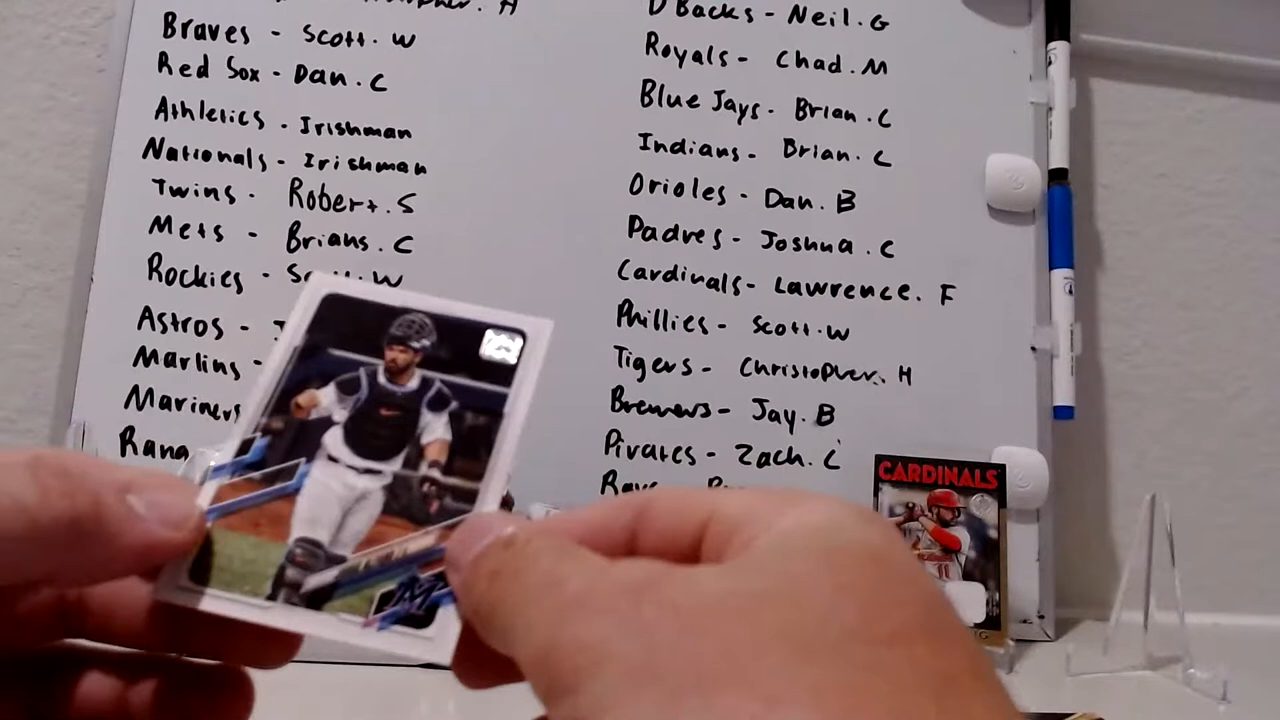 Braves - Scott. W
Red Sox - Dan. C
Athletics - Irishman
Nationals - Irishman
Twins - Robert. S
Mets - Brians. C
Rockies - W
Astros -
Marlins -
Mariners
Rang
D Backs - Neil. G
Royals - Chad. M
Blue Jays - Brian. C
Indians - Brian. C
Orioles - Dan. B
Padres - Joshua. C
Cardinals - Lawrence. F
Phillies - Scott. W
Tigers - Christopher. H
Brewers - Jay. B
Pirates - Zach. C
CARDINALS